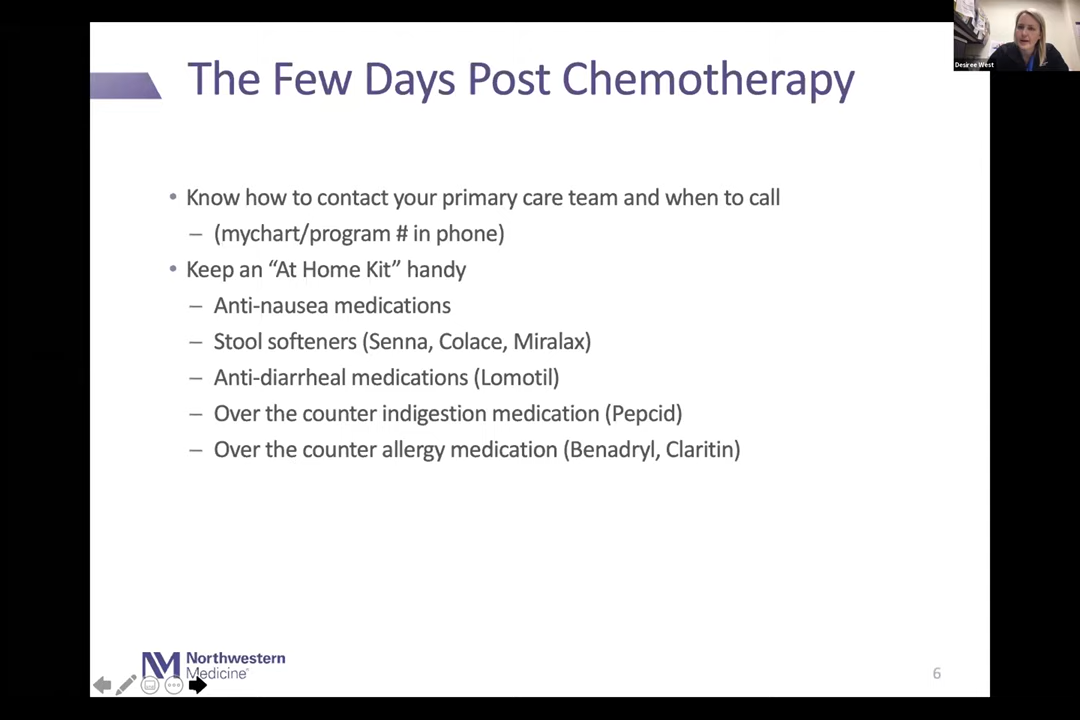 The Few Days Post Chemotherapy
• Know how to contact your primary care team and when to call
– (mychart/program # in phone)
• Keep an “At Home Kit” handy
– Anti-nausea medications
– Stool softeners (Senna, Colace, Miralax)
– Anti-diarrheal medications (Lomotil)
– Over the counter indigestion medication (Pepcid)
– Over the counter allergy medication (Benadryl, Claritin)
NM Northwestern
Medicine
6
Desiree West